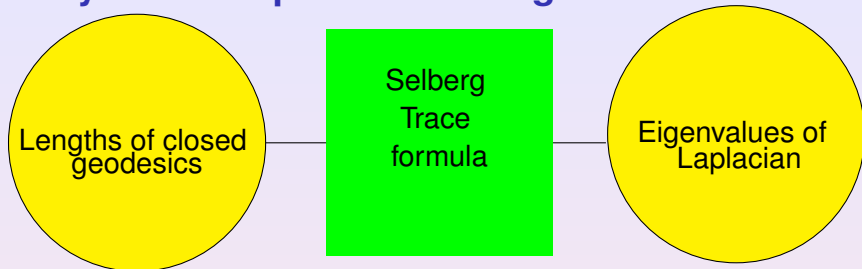 Lengths of closed
geodesics
Selberg
Trace
formula
Eigenvalues of
Laplacian